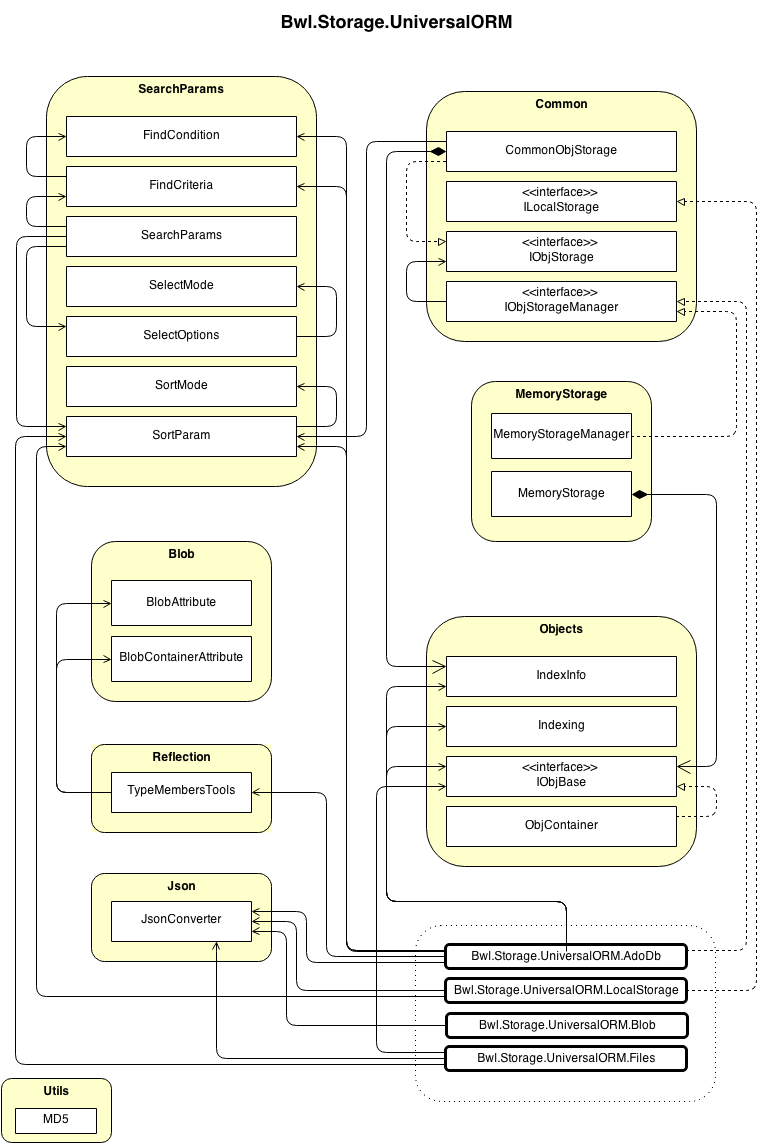 Bwl.Storage.UniversalORM
SearchParams
FindCondition
FindCriteria
SearchParams
SelectMode
SelectOptions
SortMode
SortParam
Common
CommonObjStorage
<<interface>>
ILocalStorage
<<interface>>
IObjStorage
<<interface>>
IObjStorageManager
MemoryStorage
MemoryStorageManager
MemoryStorage
Blob
BlobAttribute
BlobContainerAttribute
Objects
IndexInfo
Indexing
<<interface>>
IObjBase
ObjContainer
Reflection
TypeMembersTools
Json
JsonConverter
Bwl.Storage.UniversalORM.AdoDb
Bwl.Storage.UniversalORM.LocalStorage
Bwl.Storage.UniversalORM.Blob
Bwl.Storage.UniversalORM.Files
Utils
MD5